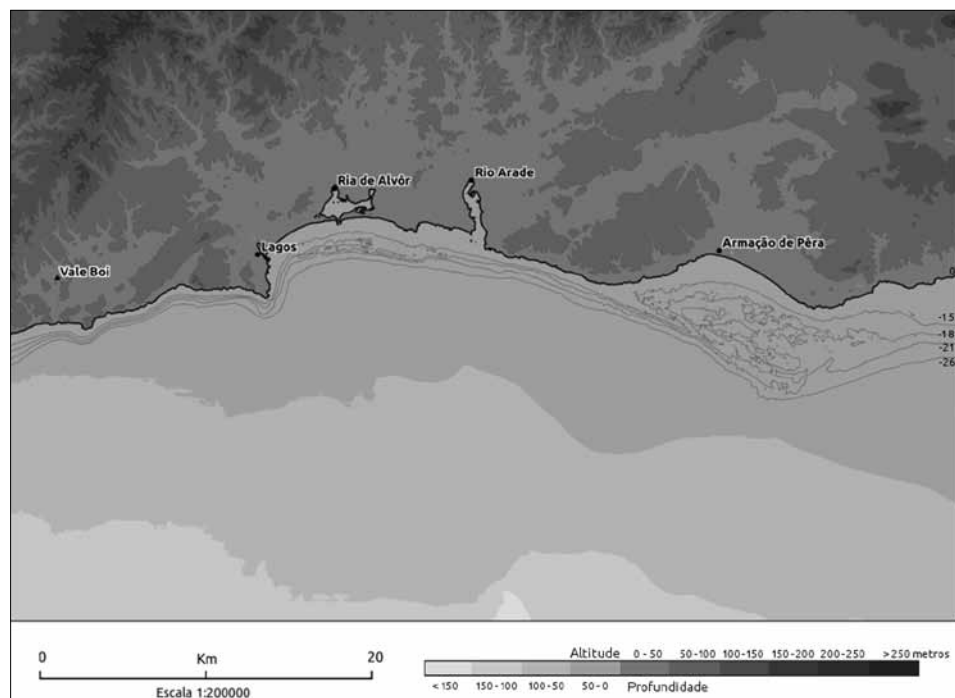 Ria de Alvôr
Rio Arade
Lagos
Armação de Pêra
Vale Boi
0
-15
-18
-21
-26
0 Km 20
Escala 1:200000
Altitude 0 - 50 50-100 100-150 150-200 200-250 >250 metros
< 150 150-100 100-50 50-0 Profundidade